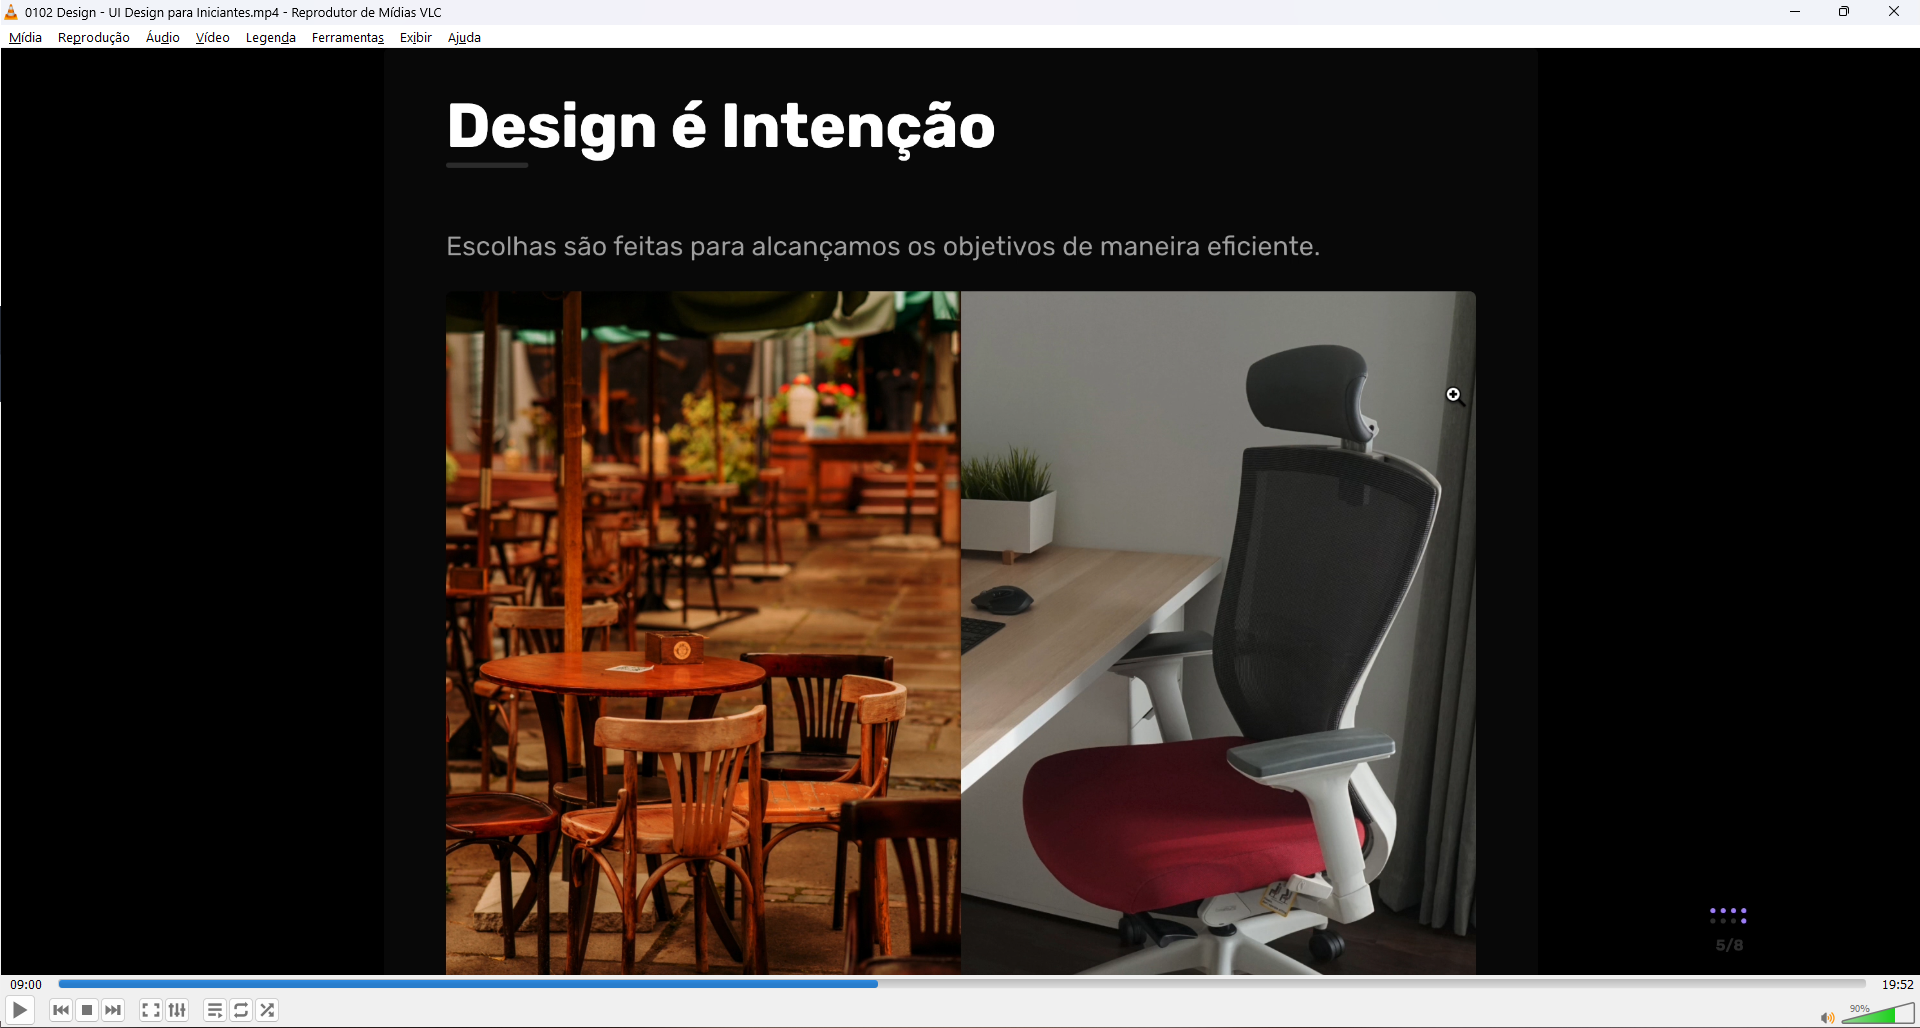 0102 Design - UI Design para Iniciantes.mp4 - Reprodutor de Mídias VLC
Mídia Reprodução Áudio Vídeo Legenda Ferramentas Exibir Ajuda
Design é Intenção
Escolhas são feitas para alcançamos os objetivos de maneira eficiente.
5/8
09:00
19:52
90%